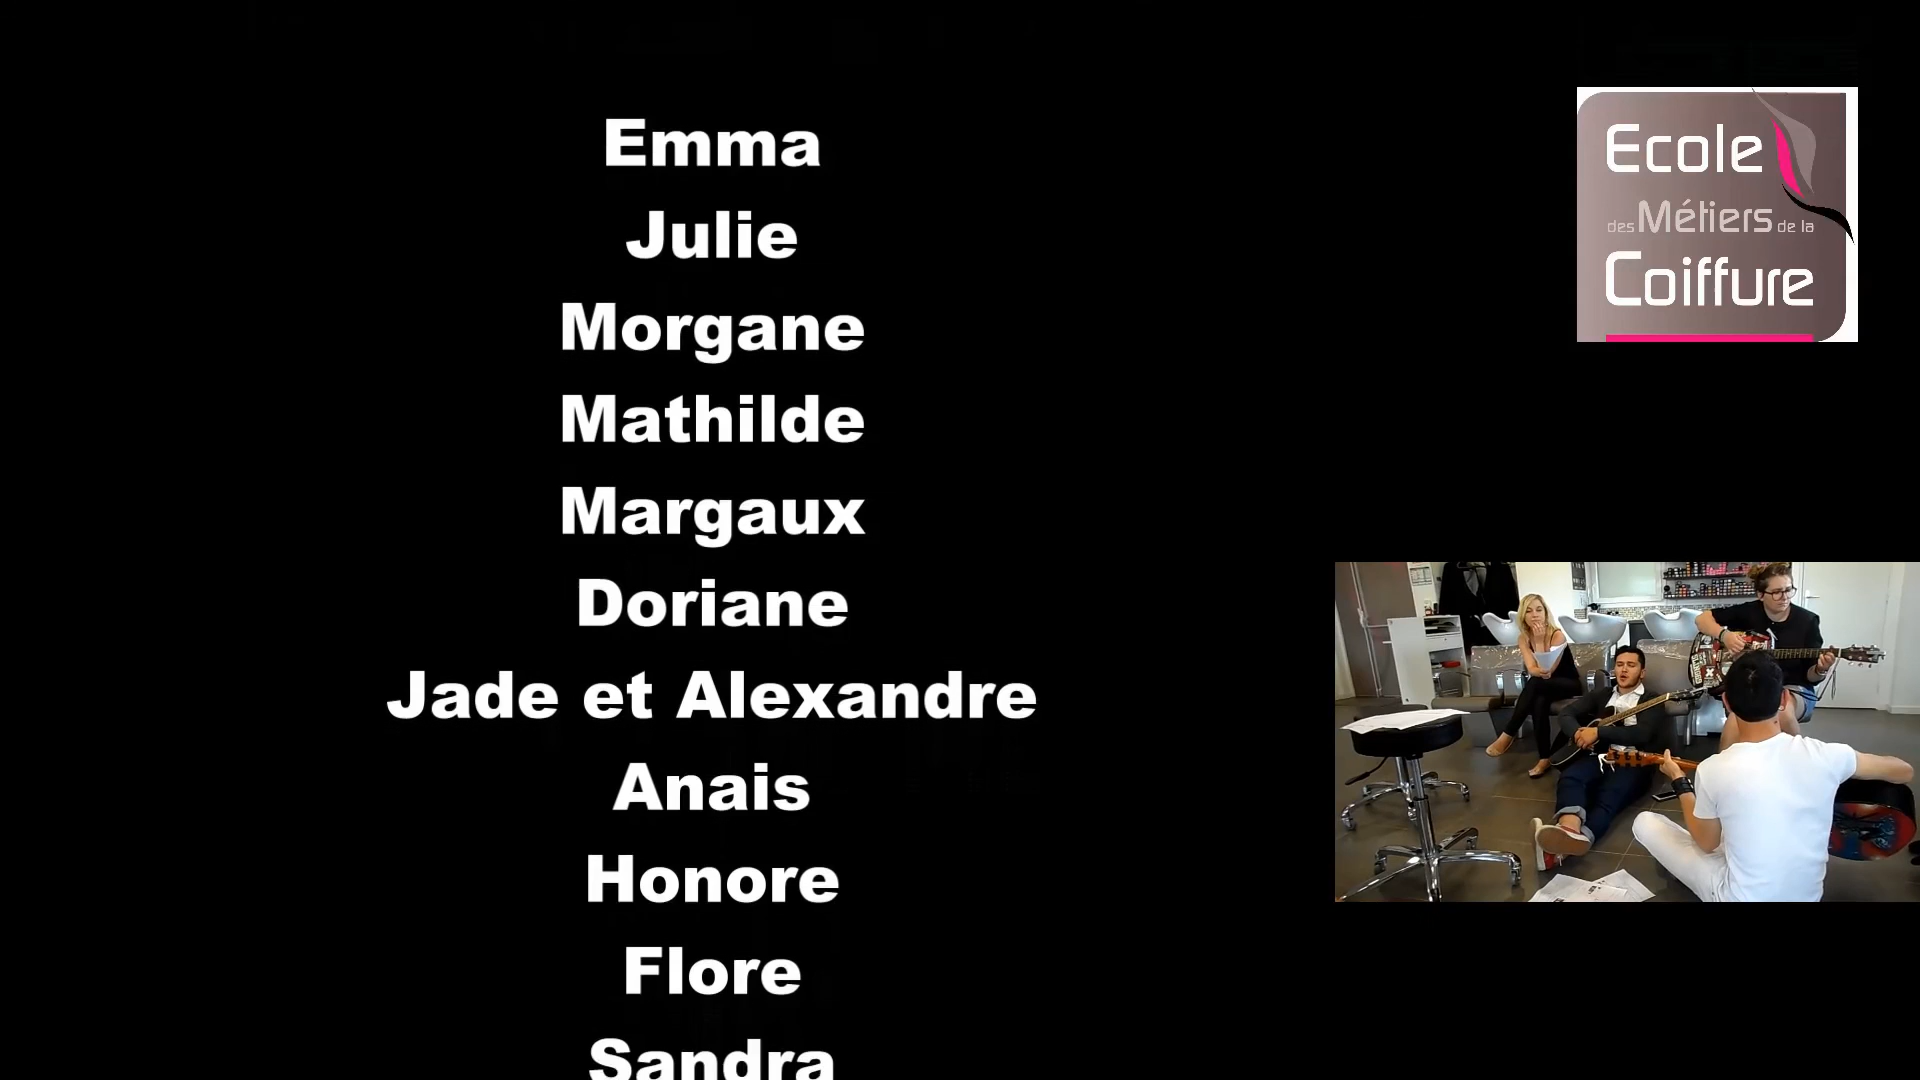 Emma
Julie
Morgane
Mathilde
Margaux
Doriane
Jade et Alexandre
Anais
Honore
Flore
Sandra
Ecole
des Métiers de la
Coiffure